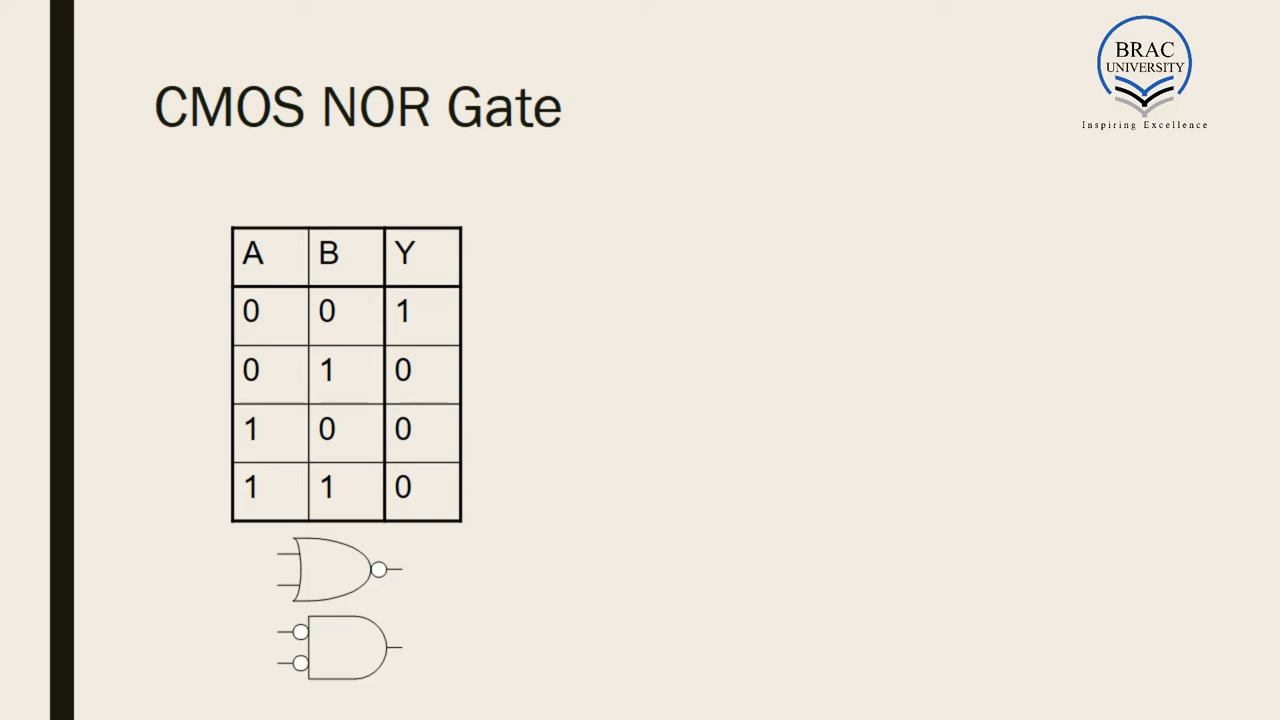 BRAC
UNIVERSITY
Inspiring Excellence
CMOS NOR Gate
A B Y
0 0 1
0 1 0
1 0 0
1 1 0